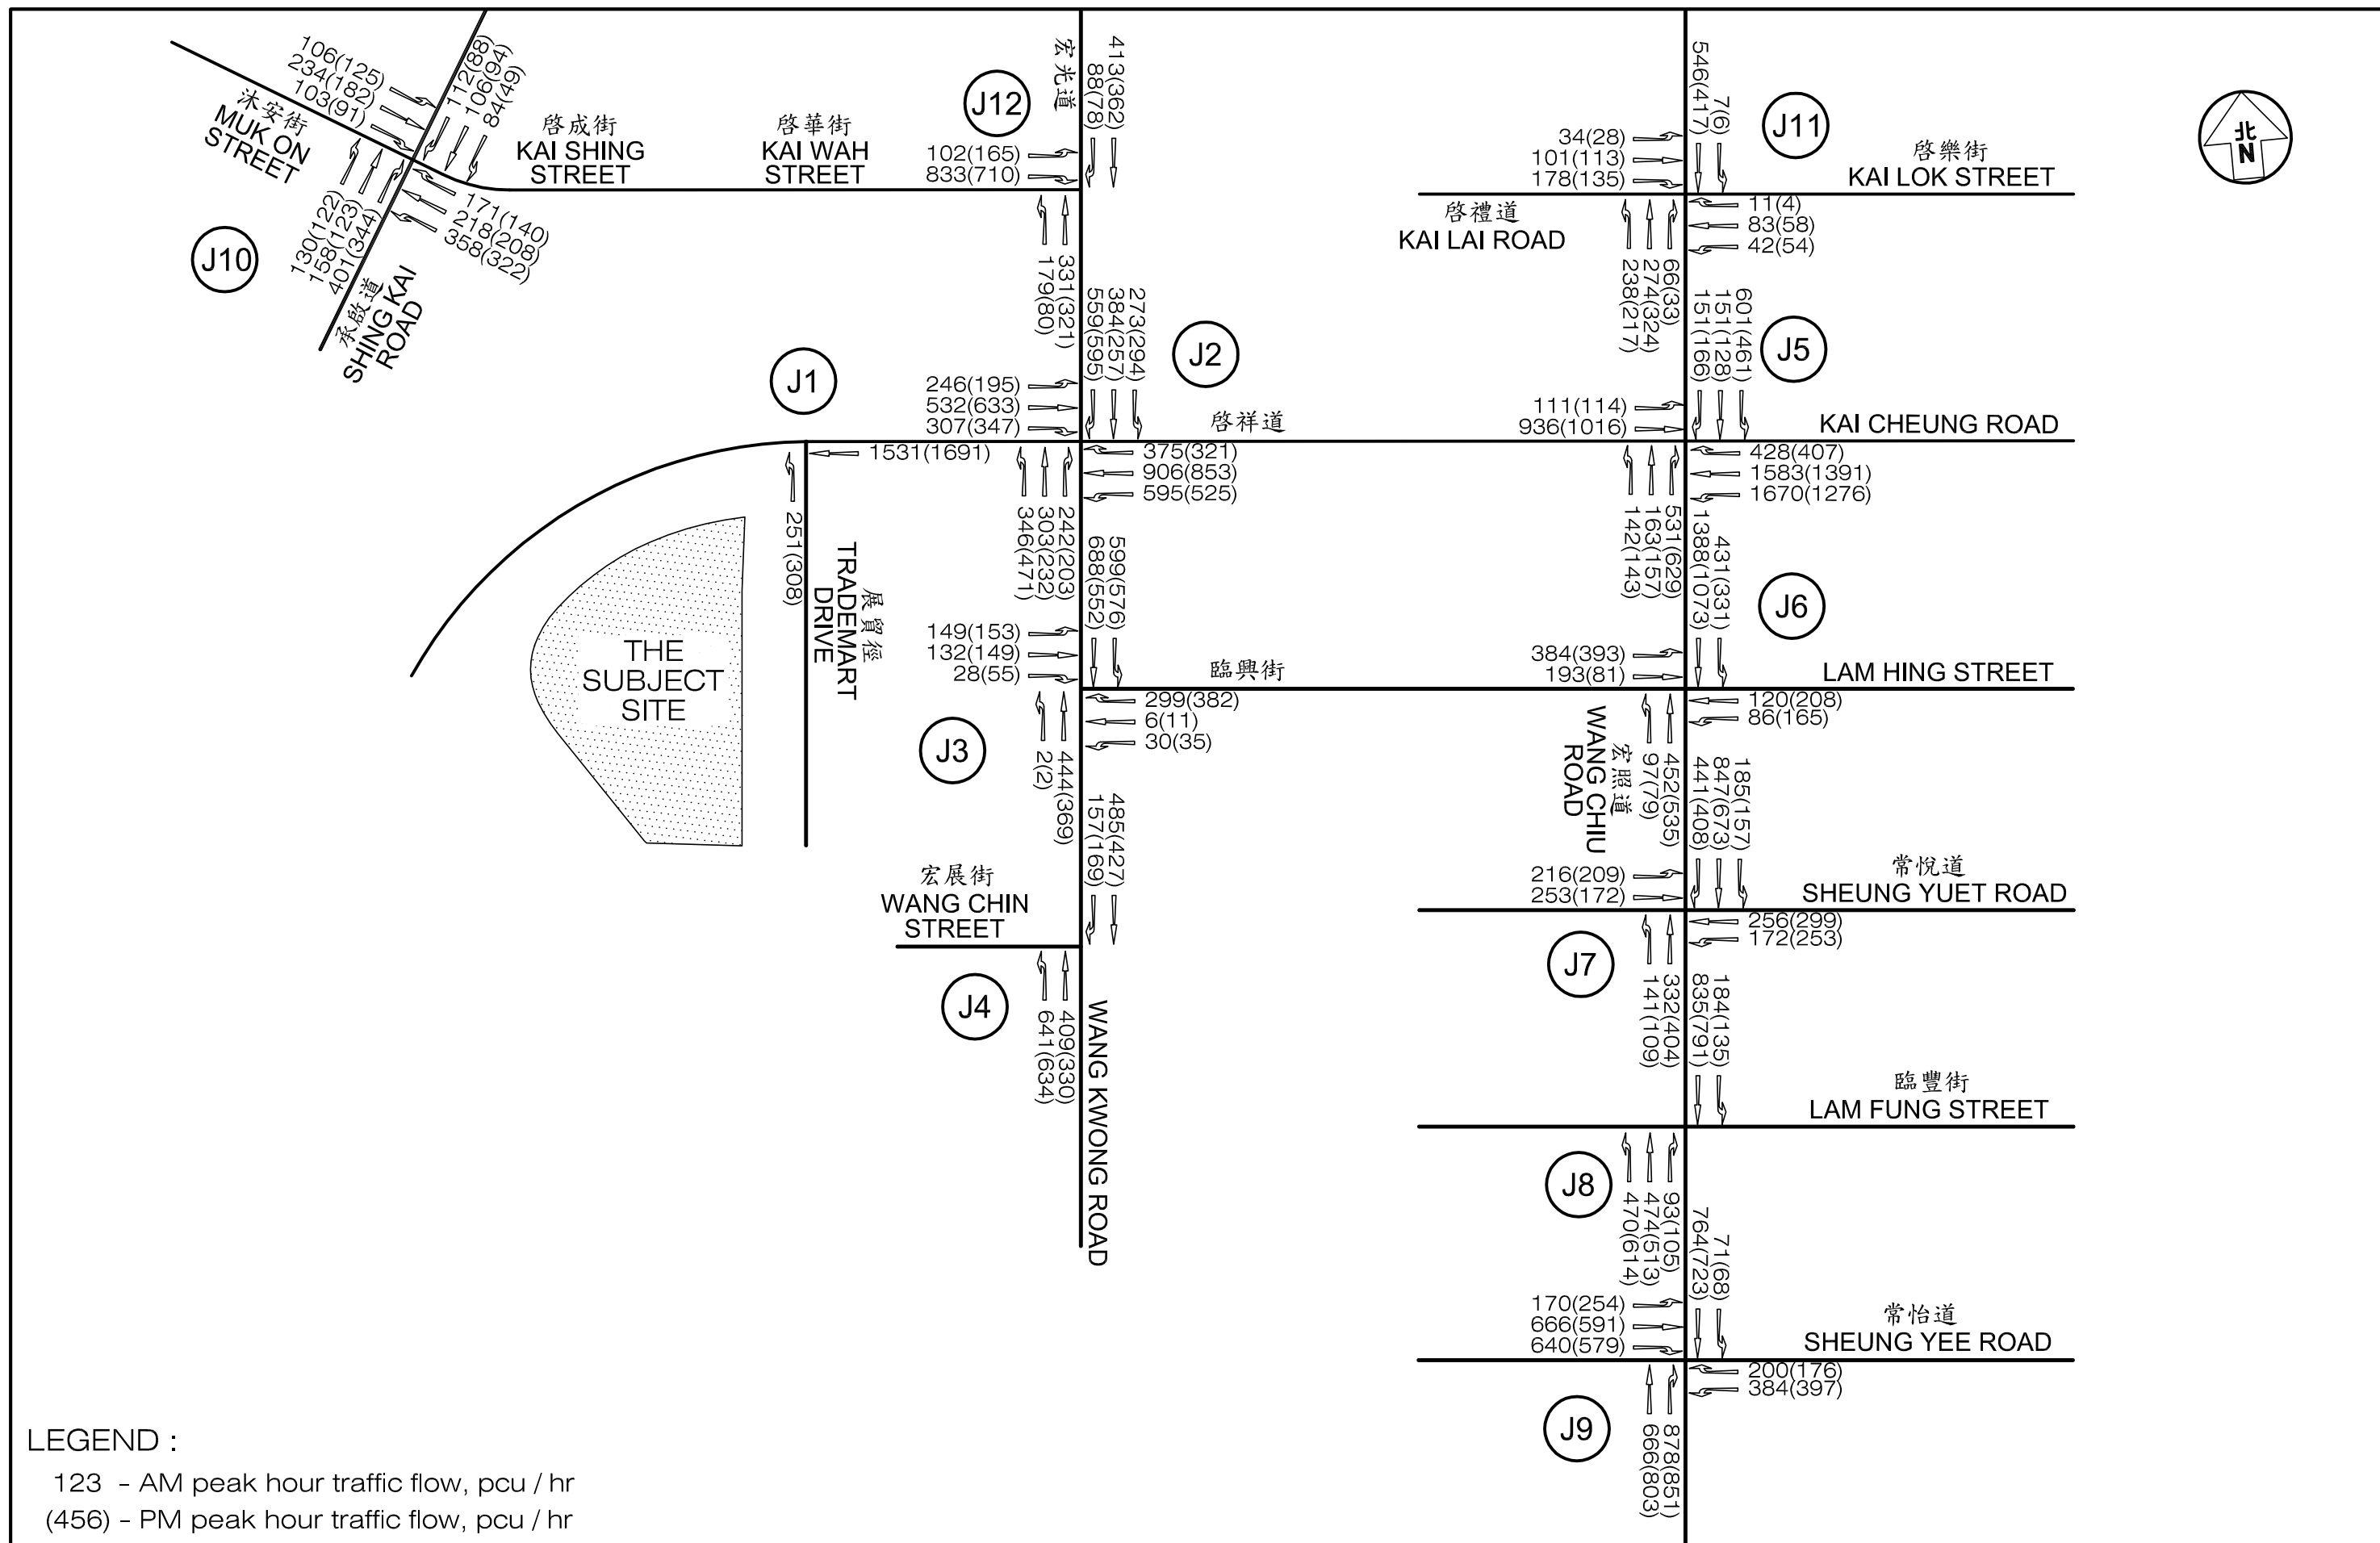 106(125)
234(182)
103(91)
112(88)
106(94)
84(49)
沐安街
MUK ON
STREET
啓成街
KAI SHING
STREET
啓華街
KAI WAH
STREET
J12
宏光道
413(362)
88(78)
102(165)
833(710)
J10
130(122)
158(123)
401(344)
171(140)
218(208)
358(322)
承啟道
SHING KAI
ROAD
331(321)
179(80)
546(417)
7(6)
J11
34(28)
101(113)
178(135)
啓樂街
KAI LOK STREET
北
N
啓禮道
KAI LAI ROAD
11(4)
83(58)
42(54)
66(33)
274(324)
238(217)
J1
246(195)
532(633)
307(347)
273(294)
384(257)
559(595)
J2
啓祥道
601(461)
151(128)
151(166)
J5
111(114)
936(1016)
KAI CHEUNG ROAD
1531(1691)
251(308)
375(321)
906(853)
595(525)
242(203)
303(232)
346(471)
428(407)
1583(1391)
1670(1276)
531(629)
163(157)
142(143)
THE
SUBJECT
SITE
展貿徑
TRADEMART
DRIVE
599(576)
688(552)
149(153)
132(149)
28(55)
臨興街
431(331)
1388(1073)
J6
384(393)
193(81)
LAM HING STREET
J3
299(382)
6(11)
30(35)
444(369)
2(2)
120(208)
86(165)
宏照道
WANG CHIU
ROAD
452(535)
97(79)
485(427)
157(169)
宏展街
WANG CHIN
STREET
185(157)
847(673)
441(408)
216(209)
253(172)
常悅道
SHEUNG YUET ROAD
J4
409(330)
641(634)
WANG KWONG ROAD
J7
256(299)
172(253)
332(404)
141(109)
184(135)
835(791)
臨豐街
LAM FUNG STREET
J8
93(105)
474(513)
470(614)
71(68)
764(723)
170(254)
666(591)
640(579)
常怡道
SHEUNG YEE ROAD
J9
200(176)
384(397)
878(851)
666(803)
LEGEND :
123 - AM peak hour traffic flow, pcu / hr
(456) - PM peak hour traffic flow, pcu / hr